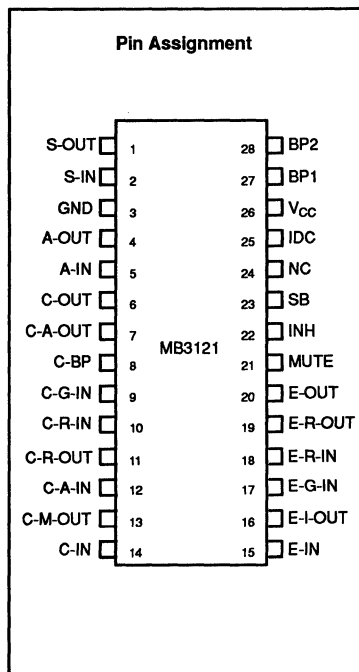 Pin Assignment
S-OUT 1 28 BP2
S-IN 2 27 BP1
GND 3 26 VCC
A-OUT 4 25 IDC
A-IN 5 24 NC
C-OUT 6 23 SB
C-A-OUT 7 22 INH
MB3121
C-BP 8 21 MUTE
C-G-IN 9 20 E-OUT
C-R-IN 10 19 E-R-OUT
C-R-OUT 11 18 E-R-IN
C-A-IN 12 17 E-G-IN
C-M-OUT 13 16 E-I-OUT
C-IN 14 15 E-IN